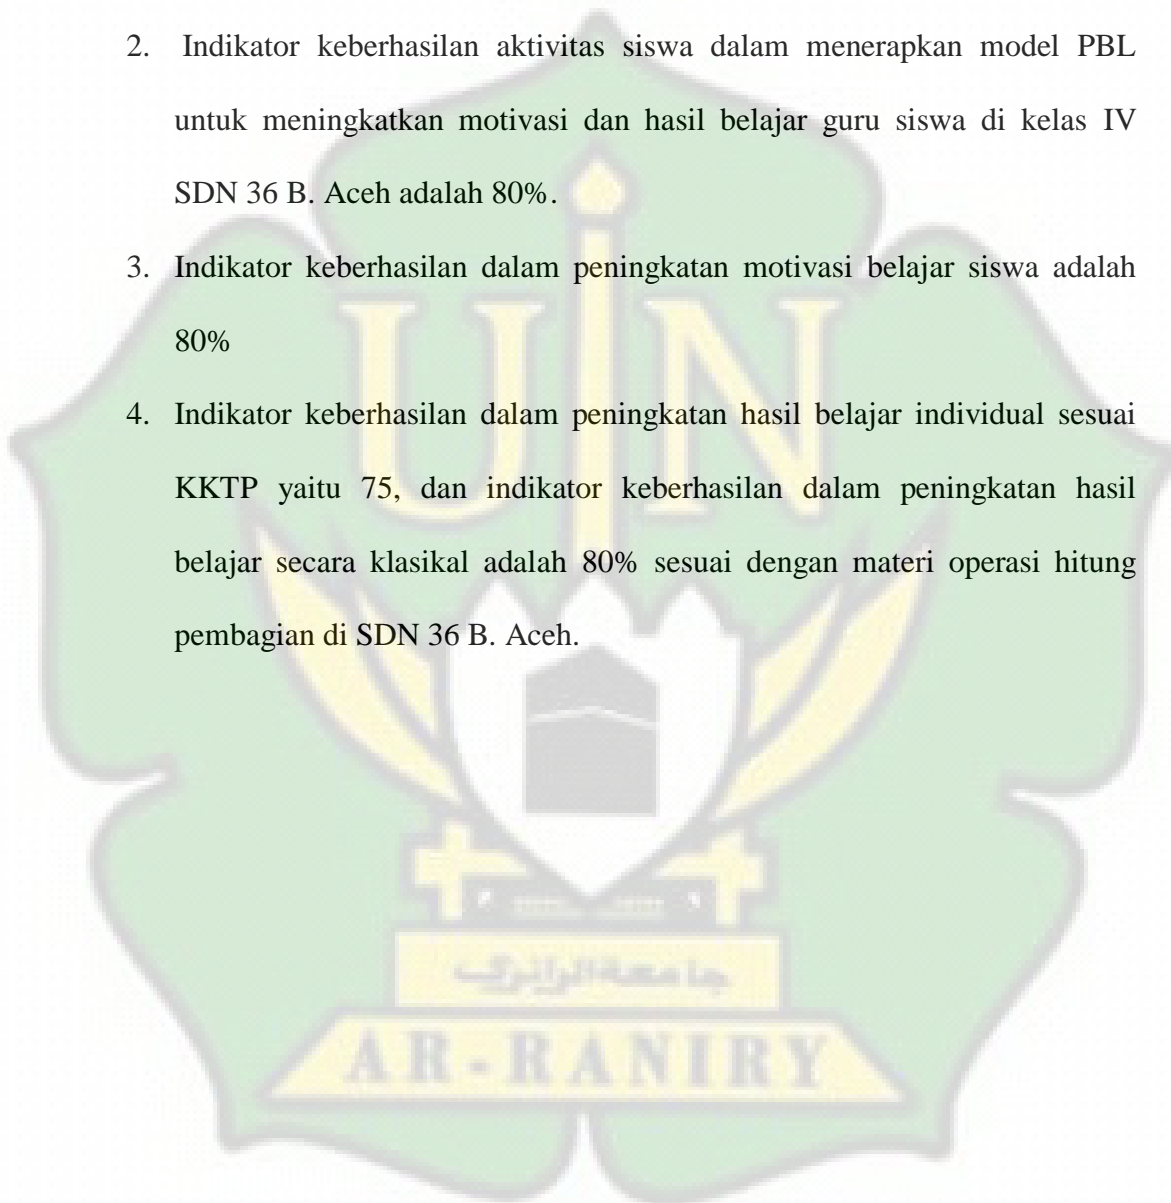 2. Indikator keberhasilan aktivitas siswa dalam menerapkan model PBL
untuk meningkatkan motivasi dan hasil belajar guru siswa di kelas IV
SDN 36 B. Aceh adalah 80%.
3. Indikator keberhasilan dalam peningkatan motivasi belajar siswa adalah
80%
4. Indikator keberhasilan dalam peningkatan hasil belajar individual sesuai
KKTP yaitu 75, dan indikator keberhasilan dalam peningkatan hasil
belajar secara klasikal adalah 80% sesuai dengan materi operasi hitung
pembagian di SDN 36 B. Aceh.
UIN
جامعة الرانري
AR-RANIRY